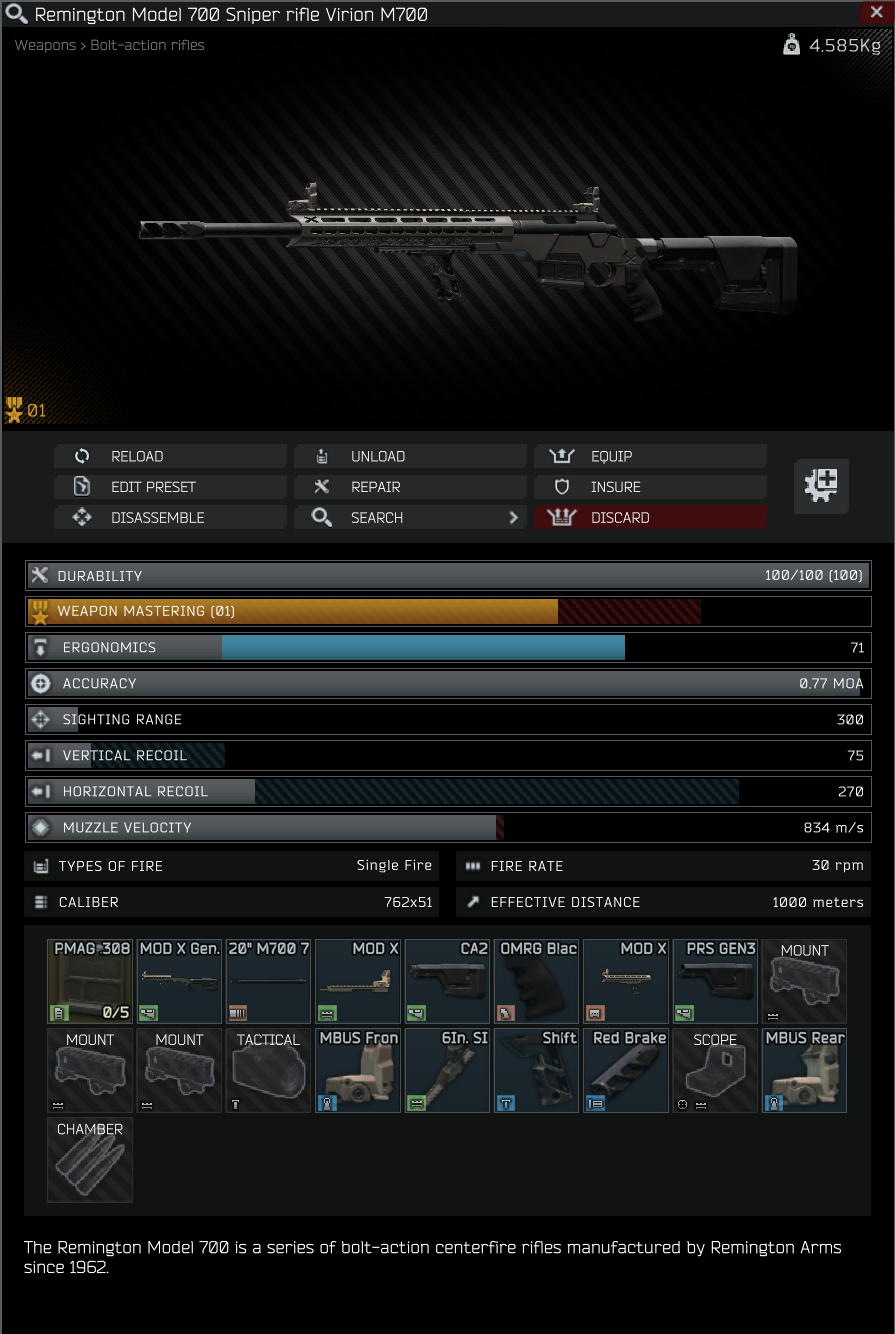 Remington Model 700 Sniper rifle Virion M700
Weapons > Bolt-action rifles
4.585Kg
01
RELOAD
UNLOAD
EQUIP
EDIT PRESET
REPAIR
INSURE
DISASSEMBLE
SEARCH
DISCARD
DURABILITY 100/100 (100)
WEAPON MASTERING (01)
ERGONOMICS 71
ACCURACY 0.77 MOA
SIGHTING RANGE 300
VERTICAL RECOIL 75
HORIZONTAL RECOIL 270
MUZZLE VELOCITY 834 m/s
TYPES OF FIRE Single Fire
FIRE RATE 30 rpm
CALIBER 762x51
EFFECTIVE DISTANCE 1000 meters
PMAG .308
MOD X Gen.
20" M700 7
MOD X
CA2
OMRG Blac
MOD X
PRS GEN3
MOUNT
0/5
MOUNT
MOUNT
TACTICAL
MBUS Fron
6In. SI
Shift
Red Brake
SCOPE
MBUS Rear
CHAMBER
The Remington Model 700 is a series of bolt-action centerfire rifles manufactured by Remington Arms
since 1962.